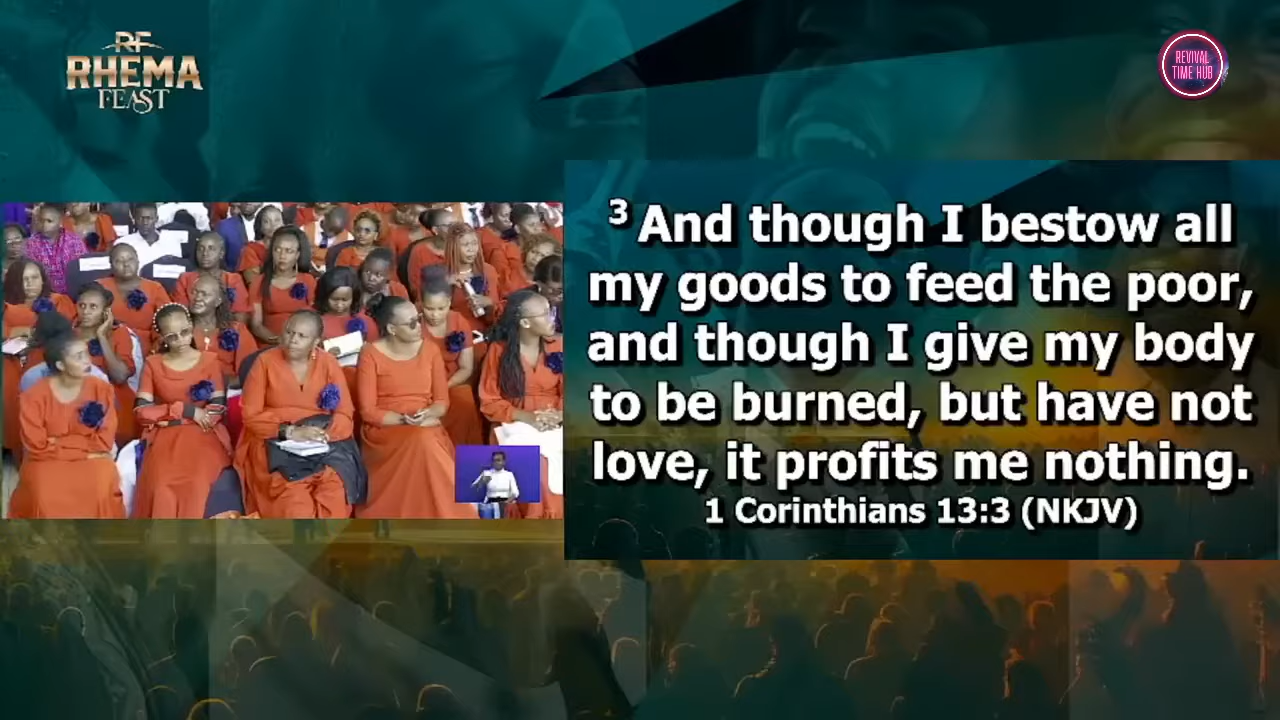 RF
RHEMA
FEAST
REVIVAL
TIME HUB
3 And though I bestow all
my goods to feed the poor,
and though I give my body
to be burned, but have not
love, it profits me nothing.
1 Corinthians 13:3 (NKJV)